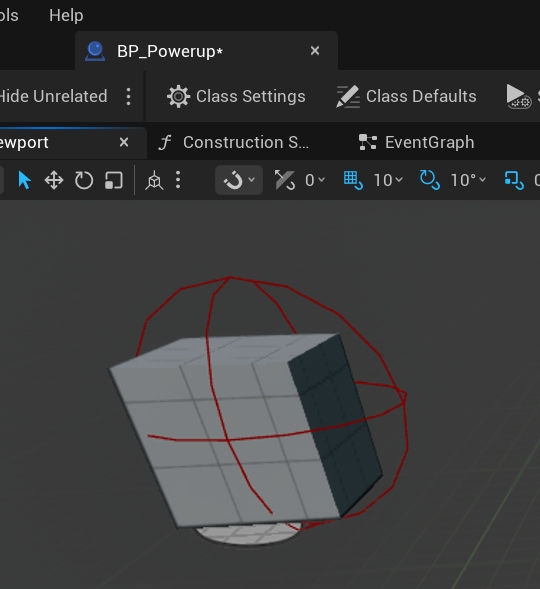 ols Help
BP_Powerup*
Hide Unrelated Class Settings Class Defaults
ewport Construction S... EventGraph
0 10 10°